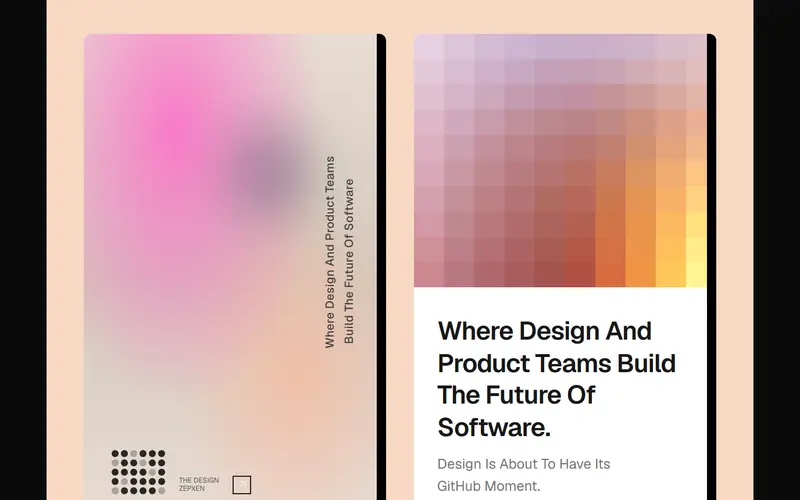 Where Design And Product Teams
Build The Future Of Software
THE DESIGN
ZEPXEN
Where Design And
Product Teams Build
The Future Of
Software.
Design Is About To Have Its
GitHub Moment.